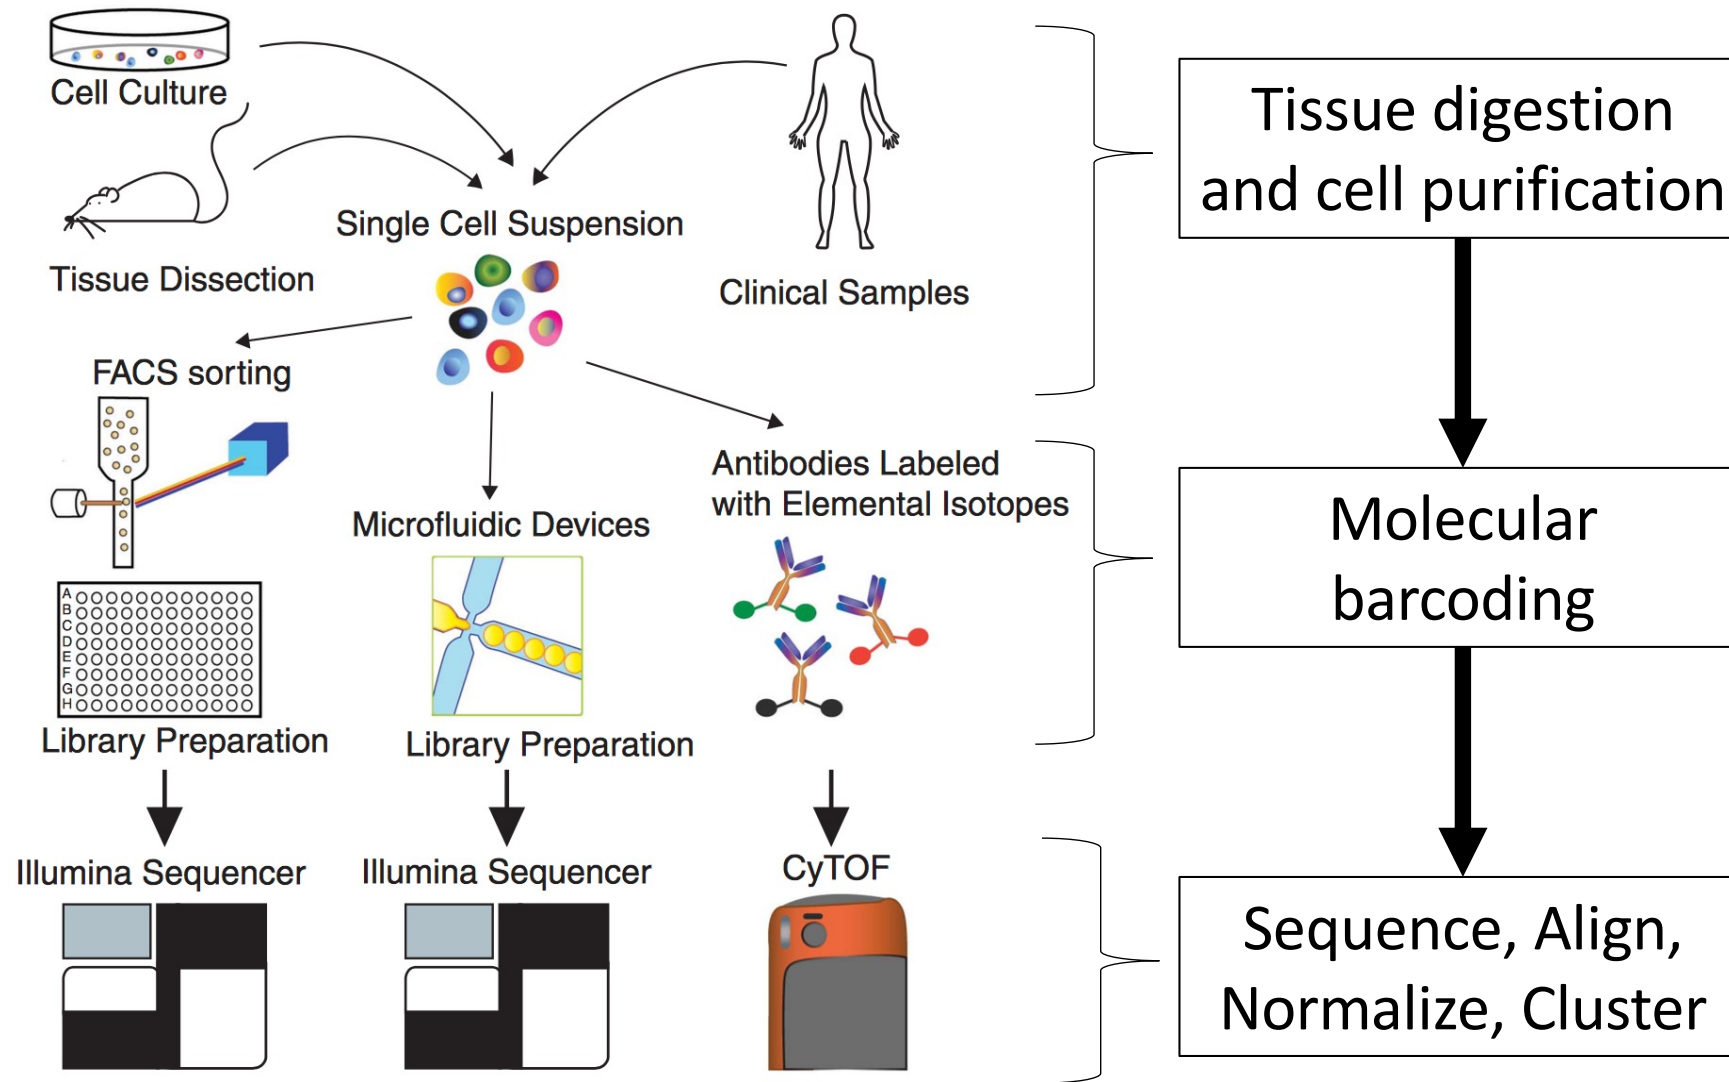 Cell Culture
Tissue Dissection
Single Cell Suspension
Clinical Samples
FACS sorting
A
B
C
D
E
F
G
H
Library Preparation
Illumina Sequencer
Microfluidic Devices
Library Preparation
Illumina Sequencer
Antibodies Labeled
with Elemental Isotopes
CyTOF
Tissue digestion
and cell purification
Molecular
barcoding
Sequence, Align,
Normalize, Cluster